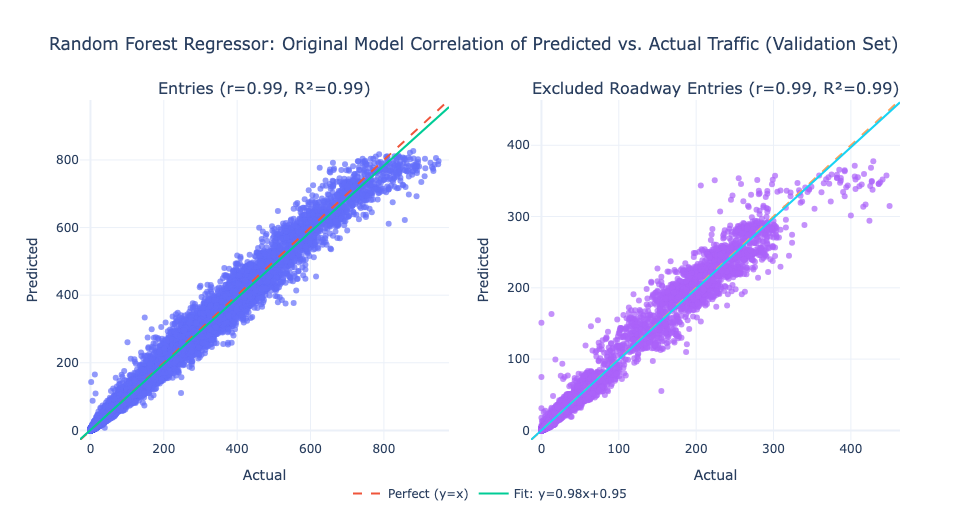 Random Forest Regressor: Original Model Correlation of Predicted vs. Actual Traffic (Validation Set)
Entries (r=0.99, R²=0.99)
Excluded Roadway Entries (r=0.99, R²=0.99)
800
600
400
200
0
Predicted
0
200
400
600
800
Actual
400
300
200
100
0
Predicted
0
100
200
300
400
Actual
Perfect (y=x)
Fit: y=0.98x+0.95